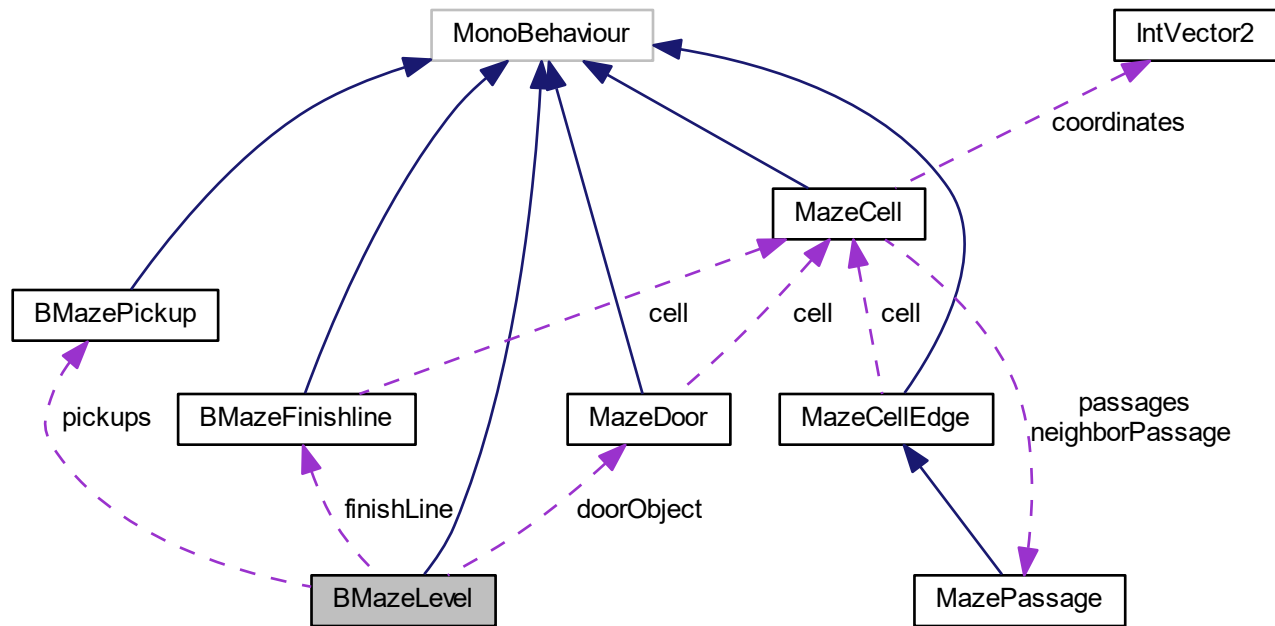 MonoBehaviour
IntVector2
coordinates
MazeCell
BMazePickup
cell
cell
cell
pickups
BMazeFinishline
MazeDoor
MazeCellEdge
passages
neighborPassage
finishLine
doorObject
BMazeLevel
MazePassage